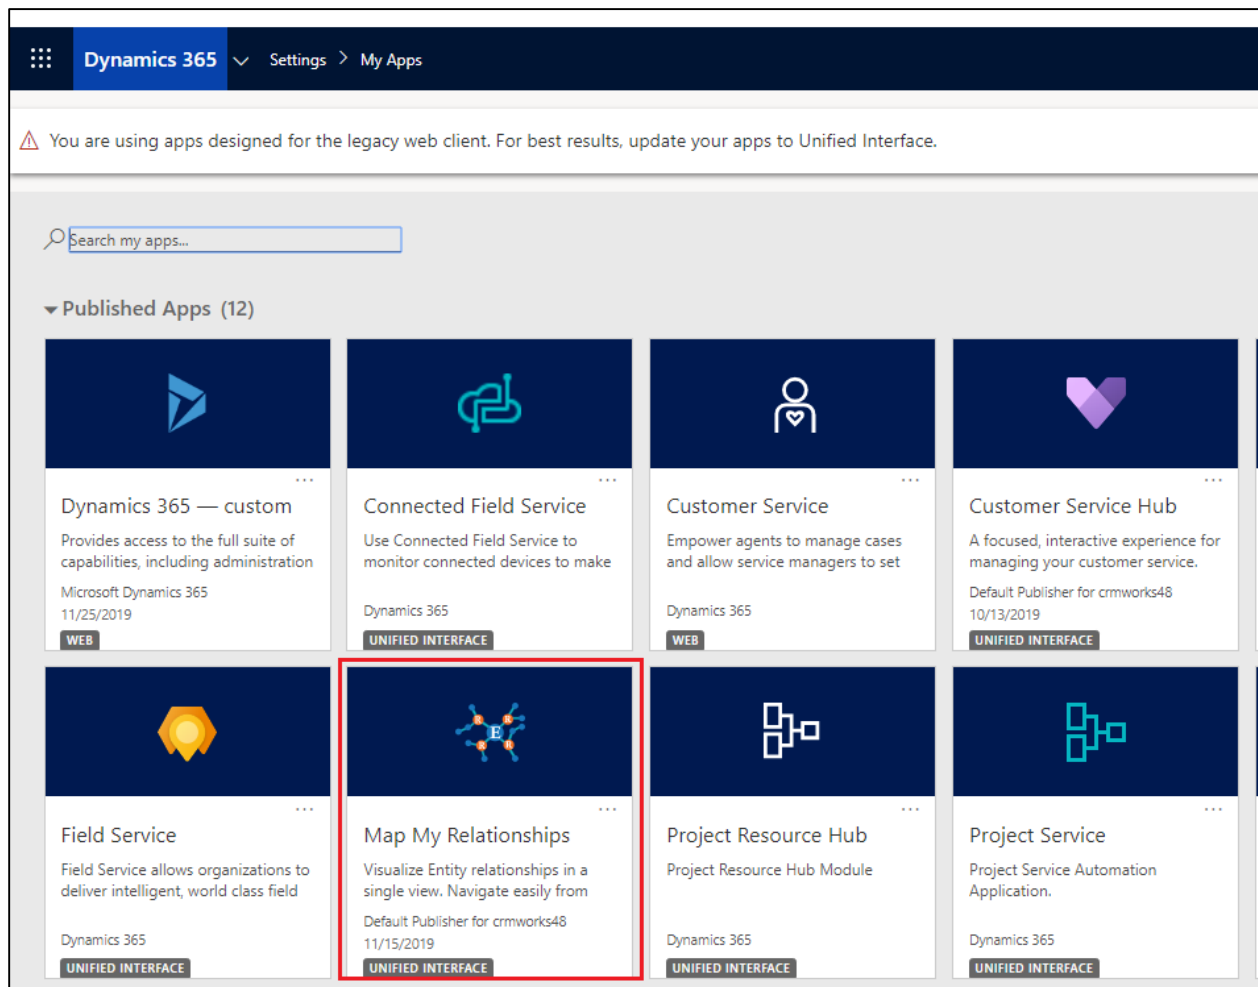 Dynamics 365 Settings > My Apps
You are using apps designed for the legacy web client. For best results, update your apps to Unified Interface.
Search my apps...
Published Apps (12)
Dynamics 365 — custom
Provides access to the full suite of
capabilities, including administration
Microsoft Dynamics 365
11/25/2019
WEB
Connected Field Service
Use Connected Field Service to
monitor connected devices to make
Dynamics 365
UNIFIED INTERFACE
Customer Service
Empower agents to manage cases
and allow service managers to set
Dynamics 365
WEB
Customer Service Hub
A focused, interactive experience for
managing your customer service.
Default Publisher for crmworks48
10/13/2019
UNIFIED INTERFACE
Field Service
Field Service allows organizations to
deliver intelligent, world class field
Dynamics 365
UNIFIED INTERFACE
R R
E
R R
Map My Relationships
Visualize Entity relationships in a
single view. Navigate easily from
Default Publisher for crmworks48
11/15/2019
UNIFIED INTERFACE
Project Resource Hub
Project Resource Hub Module
Dynamics 365
UNIFIED INTERFACE
Project Service
Project Service Automation
Application.
Dynamics 365
UNIFIED INTERFACE